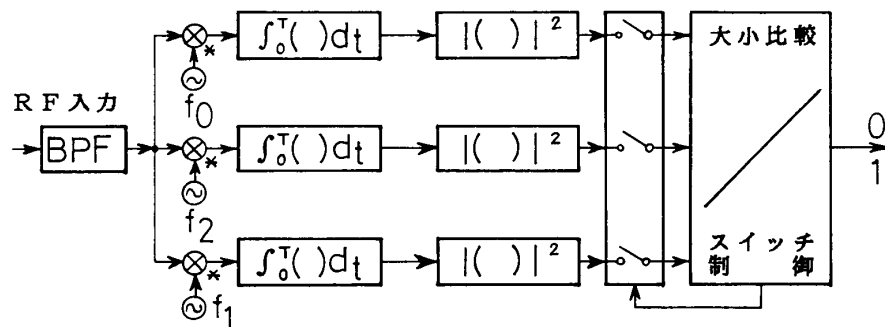 ∫₀ᵀ( )dt
|( )|²
大小比較
*
f₀
RF入力
BPF
∫₀ᵀ( )dt
|( )|²
0
1
*
f₂
∫₀ᵀ( )dt
|( )|²
スイッチ
制御
*
f₁